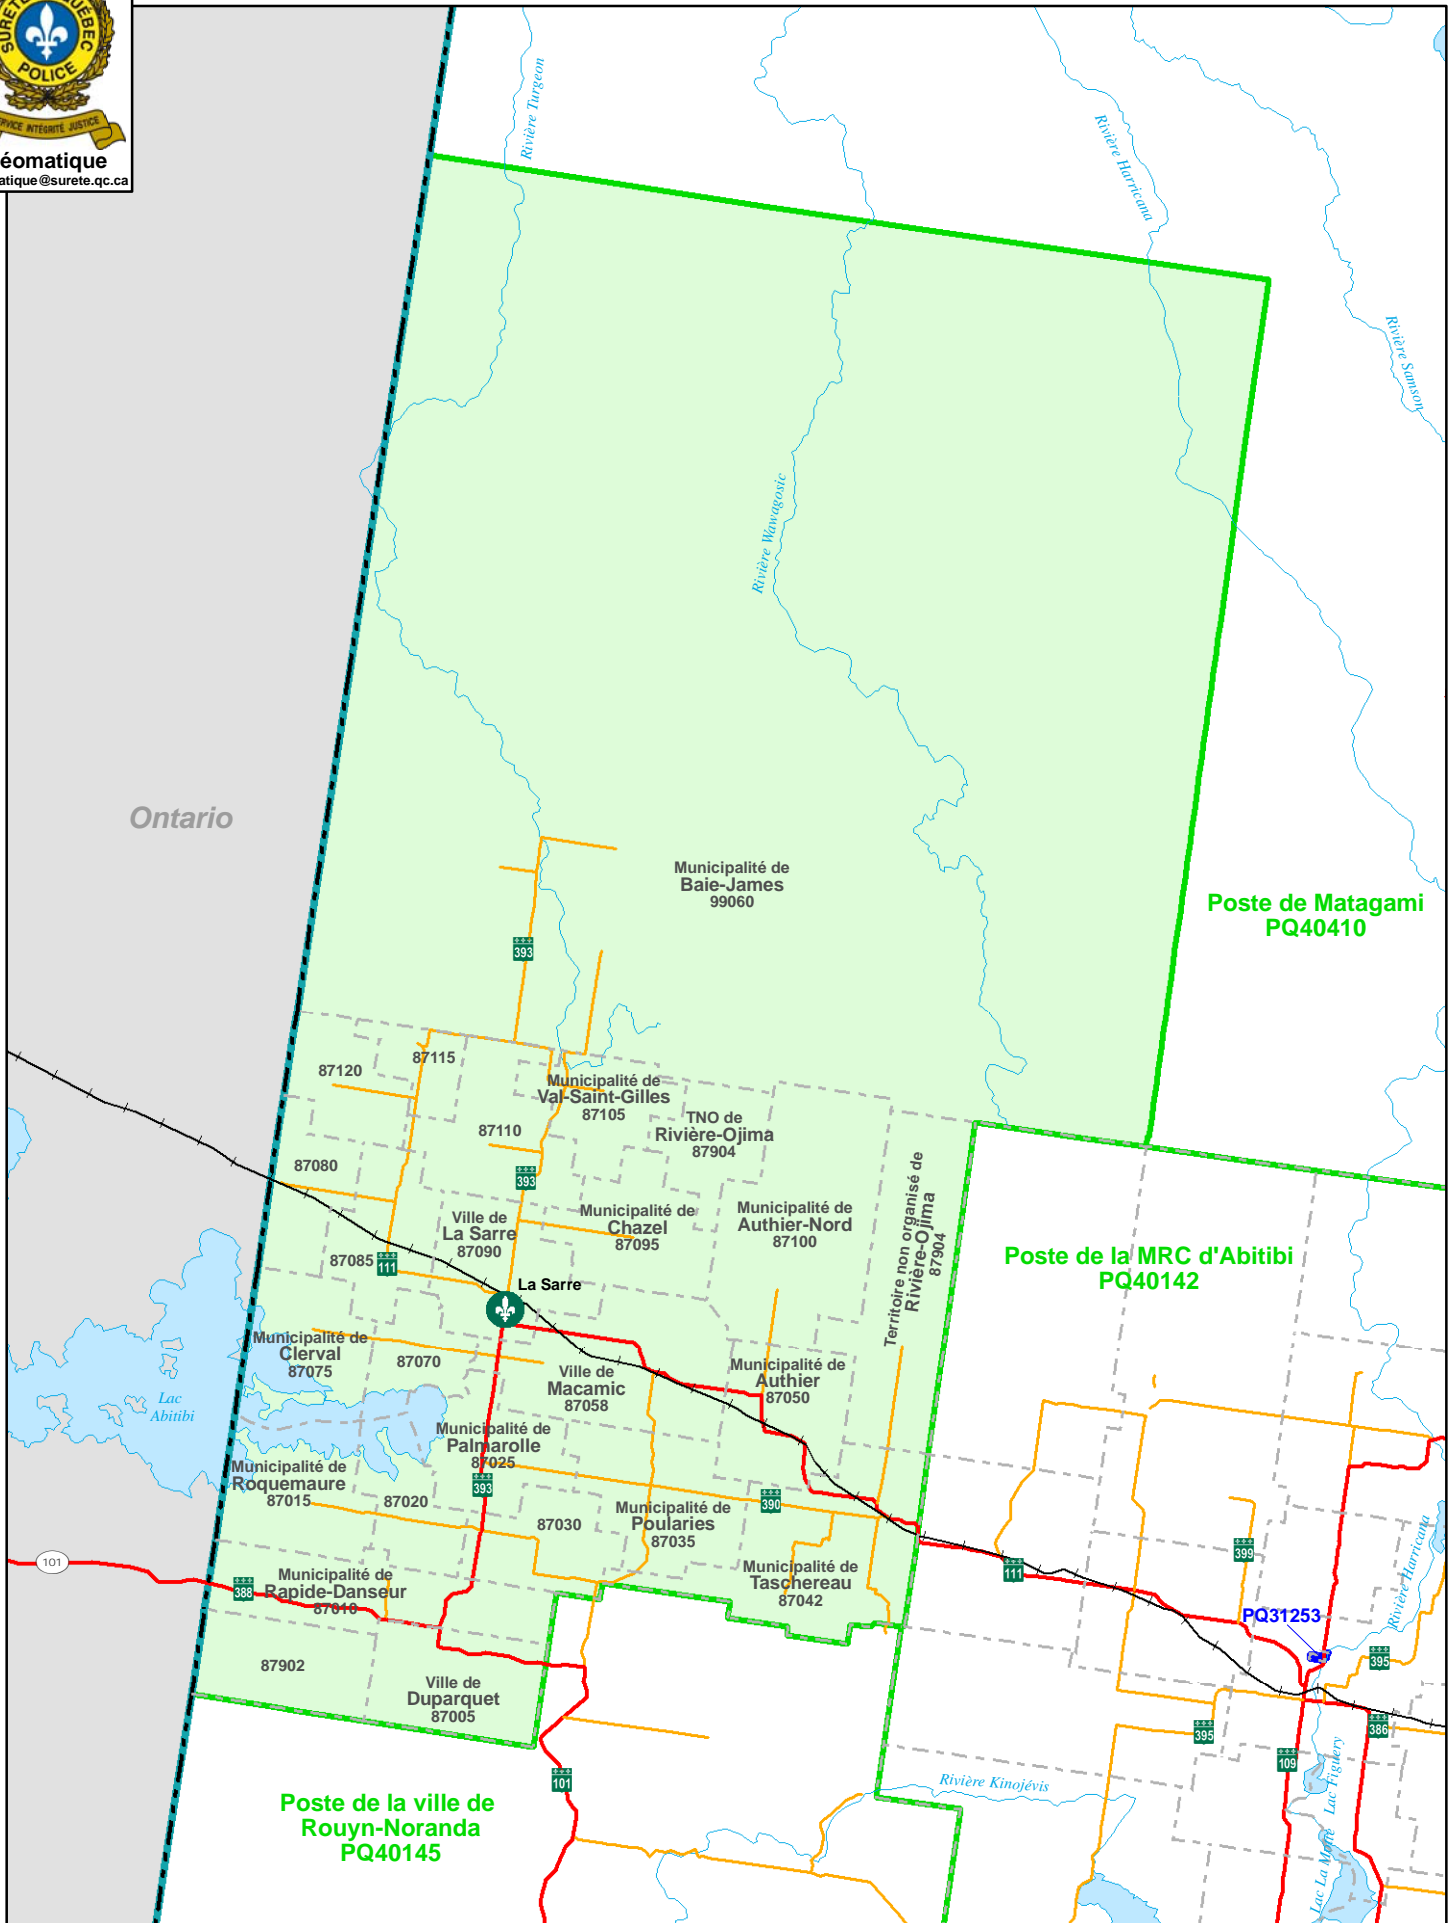 SURETÉ
QUÉBEC
POLICE
SERVICE INTÉGRITÉ JUSTICE
éomatique
atique@surete.qc.ca
Rivière Turgeon
Rivière Harricana
Rivière Samson
Rivière Wawagosic
Ontario
Municipalité de
Baie-James
99060
Poste de Matagami
PQ40410
393
87115
87120
Municipalité de
Val-Saint-Gilles
87105
87110
TNO de
Rivière-Ojima
87904
87080
393
Ville de
La Sarre
87090
Municipalité de
Chazel
87095
Municipalité de
Authier-Nord
87100
Territoire non organisé de
Rivière-Ojima
87904
Poste de la MRC d'Abitibi
PQ40142
87085
111
La Sarre
Municipalité de
Clerval
87075
87070
Ville de
Macamic
87058
Municipalité de
Authier
87050
Lac
Abitibi
Municipalité de
Palmarolle
87025
Municipalité de
Roquemaure
87015
393
87020
87030
Municipalité de
Poularies
87035
390
101
388
Municipalité de
Rapide-Danseur
87010
Municipalité de
Taschereau
87042
111
399
Rivière Harricana
PQ31253
395
87902
Ville de
Duparquet
87005
395
386
109
101
Rivière Kinojévis
Lac Figuery
Lac La Motte
Poste de la ville de
Rouyn-Noranda
PQ40145